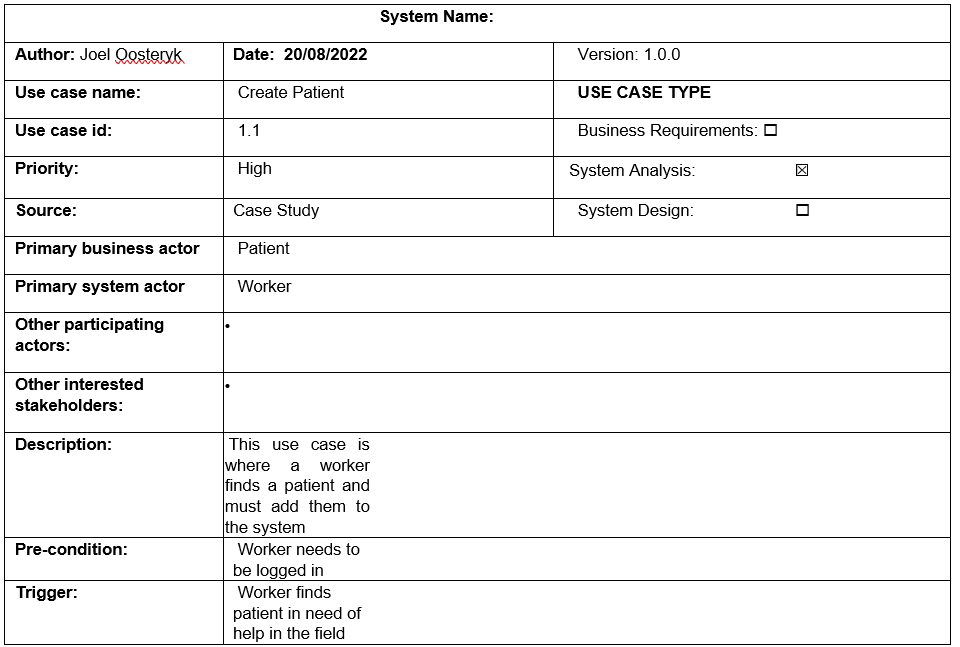 System Name:
Author: Joel Oosteryk Date: 20/08/2022 Version: 1.0.0
Use case name: Create Patient USE CASE TYPE
Use case id: 1.1 Business Requirements: ☐
Priority: High System Analysis: ☒
Source: Case Study System Design: ☐
Primary business actor Patient
Primary system actor Worker
Other participating
actors:
•
Other interested
stakeholders:
•
Description: This use case is
where a worker
finds a patient and
must add them to
the system
Pre-condition: Worker needs to
be logged in
Trigger: Worker finds
patient in need of
help in the field